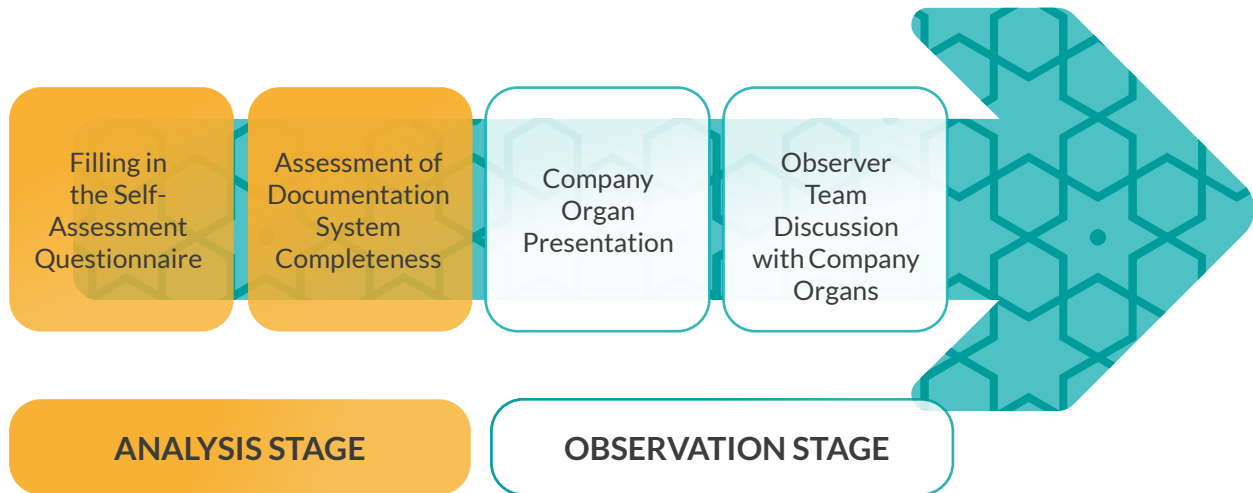 Filling in
the Self-
Assessment
Questionnaire
Assessment of
Documentation
System
Completeness
Company
Organ
Presentation
Observer
Team
Discussion
with Company
Organs
ANALYSIS STAGE
OBSERVATION STAGE